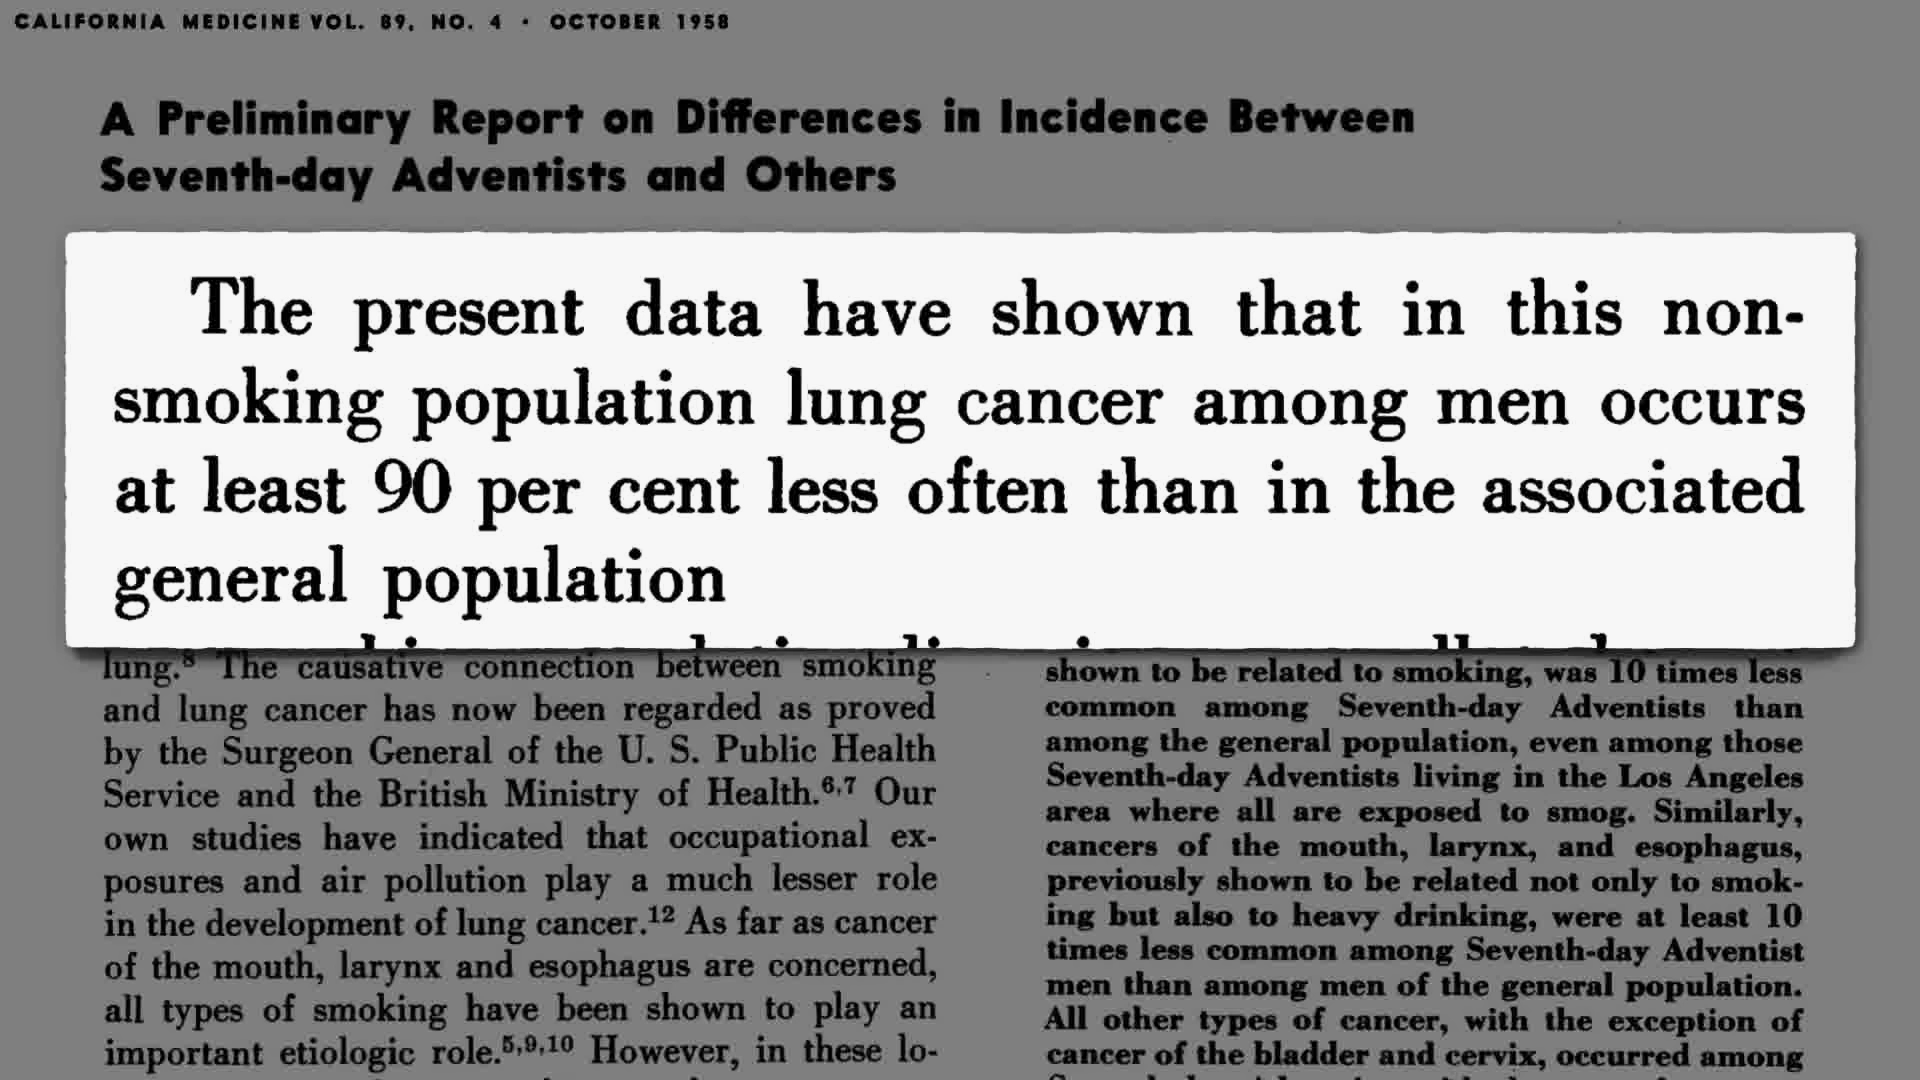 CALIFORNIA MEDICINE VOL. 89, NO. 4 · OCTOBER 1958
A Preliminary Report on Differences in Incidence Between
Seventh-day Adventists and Others
The present data have shown that in this non-
smoking population lung cancer among men occurs
at least 90 per cent less often than in the associated
general population
lung.8 The causative connection between smoking
and lung cancer has now been regarded as proved
by the Surgeon General of the U. S. Public Health
Service and the British Ministry of Health.6,7 Our
own studies have indicated that occupational ex-
posures and air pollution play a much lesser role
in the development of lung cancer.12 As far as cancer
of the mouth, larynx and esophagus are concerned,
all types of smoking have been shown to play an
important etiologic role.5,9,10 However, in these lo-
shown to be related to smoking, was 10 times less
common among Seventh-day Adventists than
among the general population, even among those
Seventh-day Adventists living in the Los Angeles
area where all are exposed to smog. Similarly,
cancers of the mouth, larynx, and esophagus,
previously shown to be related not only to smok-
ing but also to heavy drinking, were at least 10
times less common among Seventh-day Adventist
men than among men of the general population.
All other types of cancer, with the exception of
cancer of the bladder and cervix, occurred among